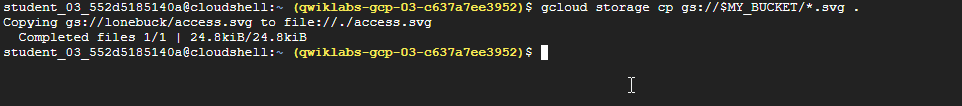 student_03_552d5185140a@cloudshell:~ (qwiklabs-gcp-03-c637a7ee3952)$ gcloud storage cp gs://$MY_BUCKET/*.svg .
Copying gs://lonebuck/access.svg to file://./access.svg
  Completed files 1/1 | 24.8kiB/24.8kiB
student_03_552d5185140a@cloudshell:~ (qwiklabs-gcp-03-c637a7ee3952)$